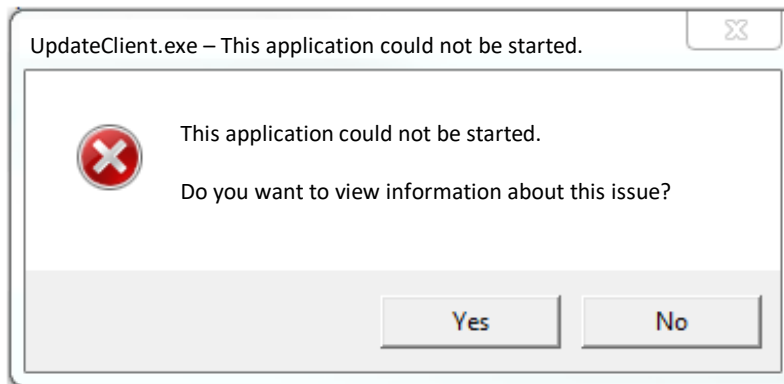 UpdateClient.exe – This application could not be started.
This application could not be started.
Do you want to view information about this issue?
Yes
No